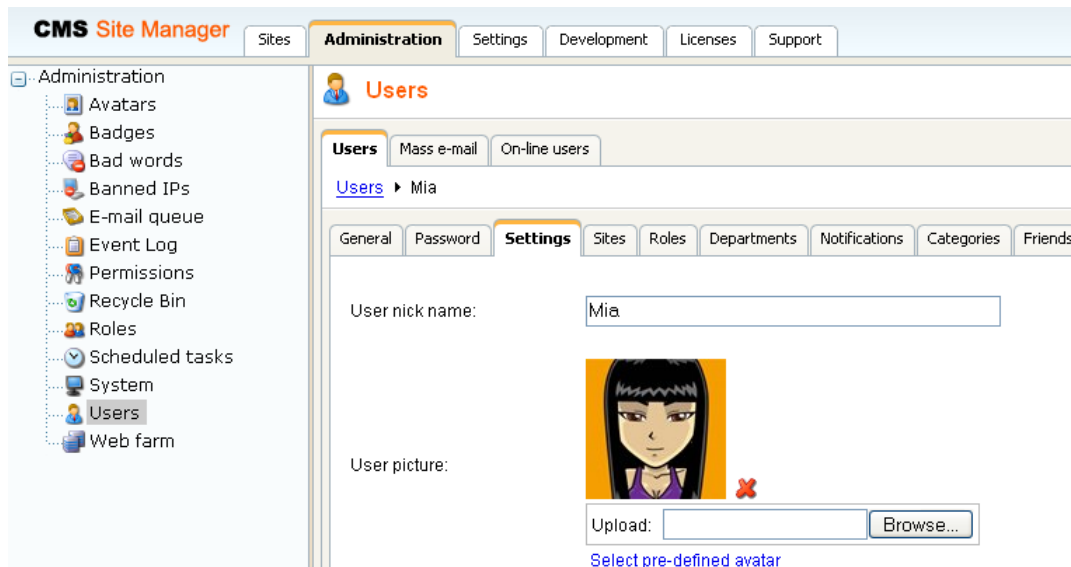 CMS Site Manager
Sites Administration Settings Development Licenses Support
Administration
Avatars
Badges
Bad words
Banned IPs
E-mail queue
Event Log
Permissions
Recycle Bin
Roles
Scheduled tasks
System
Users
Web farm
Users
Users Mass e-mail On-line users
Users Mia
General Password Settings Sites Roles Departments Notifications Categories Friends
User nick name: Mia
User picture:
Upload: Browse...
Select pre-defined avatar